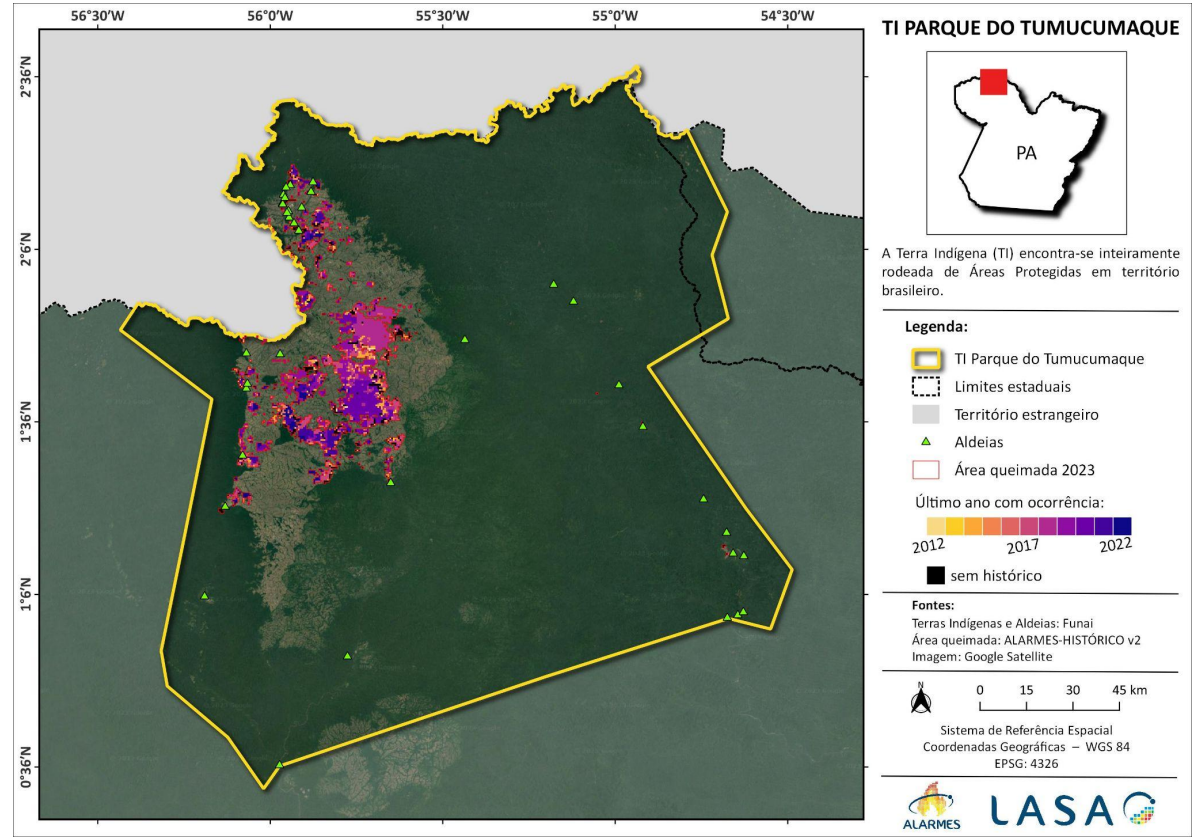 56°30'W 56°0'W 55°30'W 55°0'W 54°30'W
2°36'N
2°6'N
1°36'N
1°6'N
0°36'N
TI PARQUE DO TUMUCUMAQUE
PA
A Terra Indígena (TI) encontra-se inteiramente
rodeada de Áreas Protegidas em território
brasileiro.
Legenda:
TI Parque do Tumucumaque
Limites estaduais
Território estrangeiro
Aldeias
Área queimada 2023
Último ano com ocorrência:
2012 2017 2022
sem histórico
Fontes:
Terras Indígenas e Aldeias: Funai
Área queimada: ALARMES-HISTÓRICO v2
Imagem: Google Satellite
N
0 15 30 45 km
Sistema de Referência Espacial
Coordenadas Geográficas – WGS 84
EPSG: 4326
ALARMES
LASA